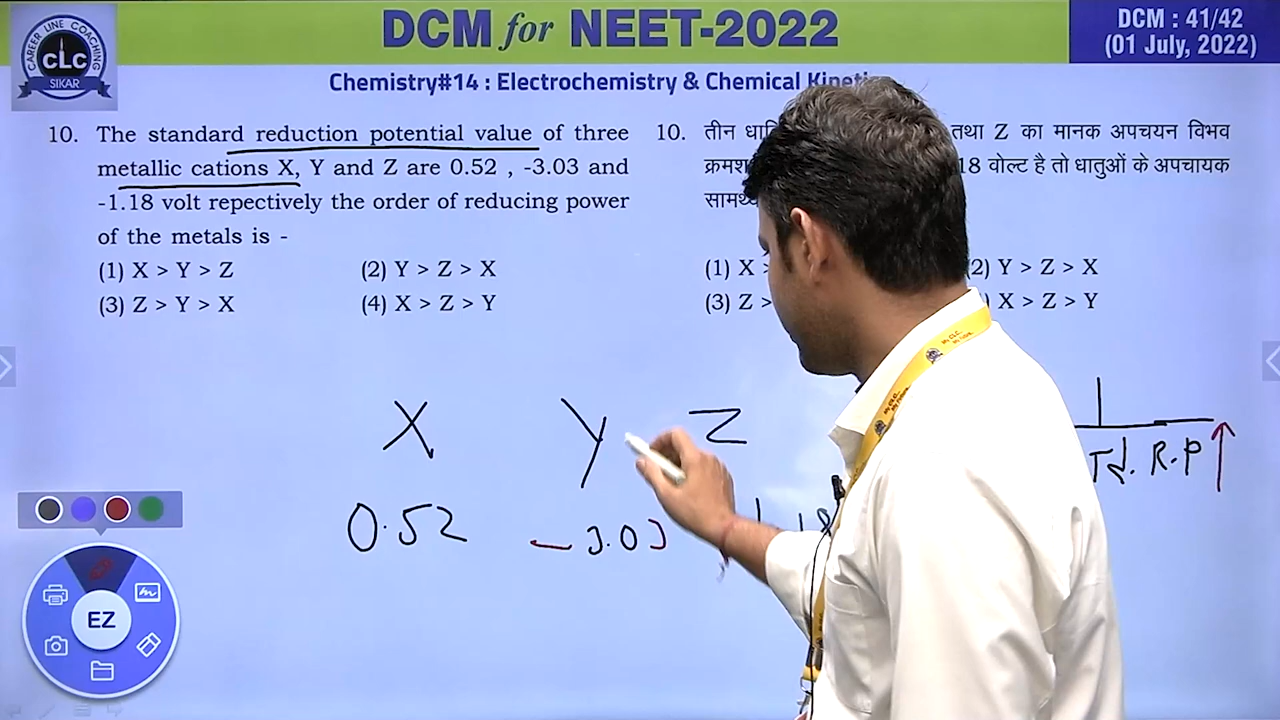 DCM for NEET-2022
DCM : 41/42
(01 July, 2022)
CAREER LINE COACHING
CLC
SIKAR
Chemistry#14 : Electrochemistry & Chemical
10. The standard reduction potential value of three
metallic cations X, Y and Z are 0.52 , -3.03 and
-1.18 volt repectively the order of reducing power
of the metals is -
(1) X > Y > Z
(2) Y > Z > X
(3) Z > Y > X
(4) X > Z > Y
10. तीन तथा Z का मानक अपचयन विभव
18 वोल्ट है तो धातुओं के अपचायक
(1) X >
(2) Y > Z > X
(3) Z >
X > Z > Y
X Y Z
0.52 -3.03
1
R.P ↑
EZ